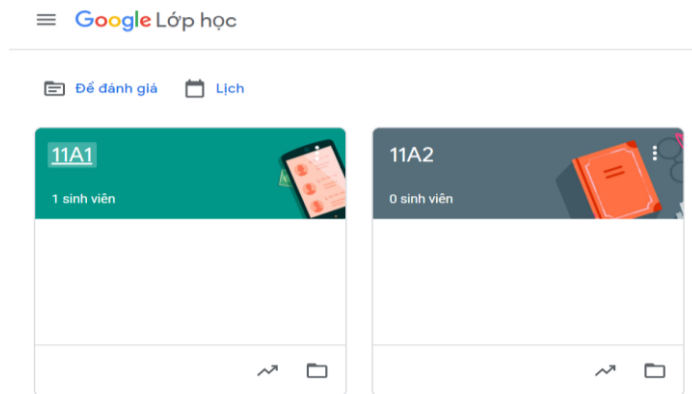 Google Lớp học
Để đánh giá Lịch
11A1
1 sinh viên
11A2
0 sinh viên